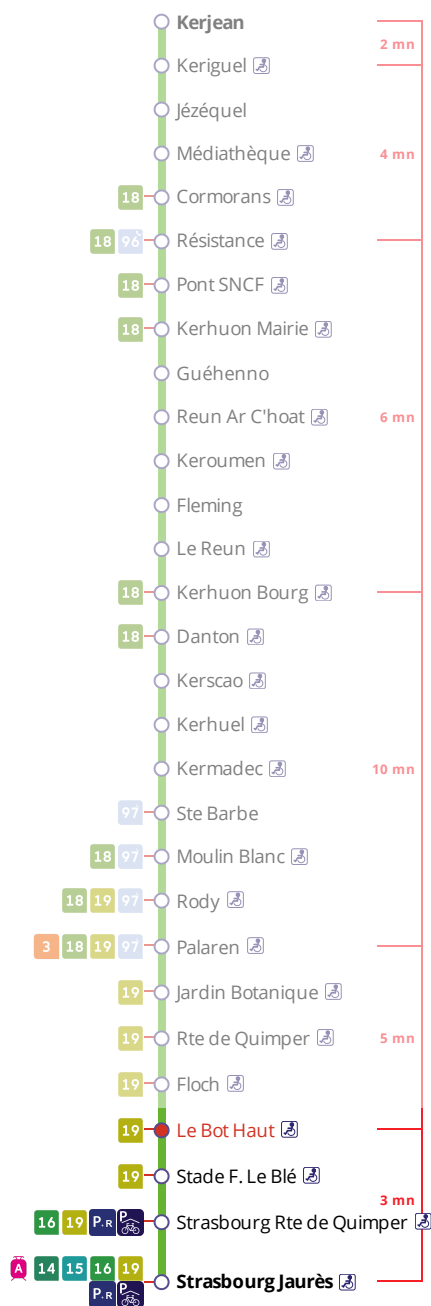 Kerjean
2 mn
Keriguel
Jézéquel
Médiathèque
4 mn
18 Cormorans
18 96 Résistance
18 Pont SNCF
18 Kerhuon Mairie
Guéhenno
Reun Ar C'hoat
6 mn
Keroumen
Fleming
Le Reun
18 Kerhuon Bourg
18 Danton
Kerscao
Kerhuel
Kermadec
10 mn
97 Ste Barbe
18 97 Moulin Blanc
18 19 97 Rody
3 18 19 97 Palaren
19 Jardin Botanique
19 Rte de Quimper
5 mn
19 Floch
19 Le Bot Haut
19 Stade F. Le Blé
3 mn
16 19 P+R P Strasbourg Rte de Quimper
A 14 15 16 19
P+R P
Strasbourg Jaurès